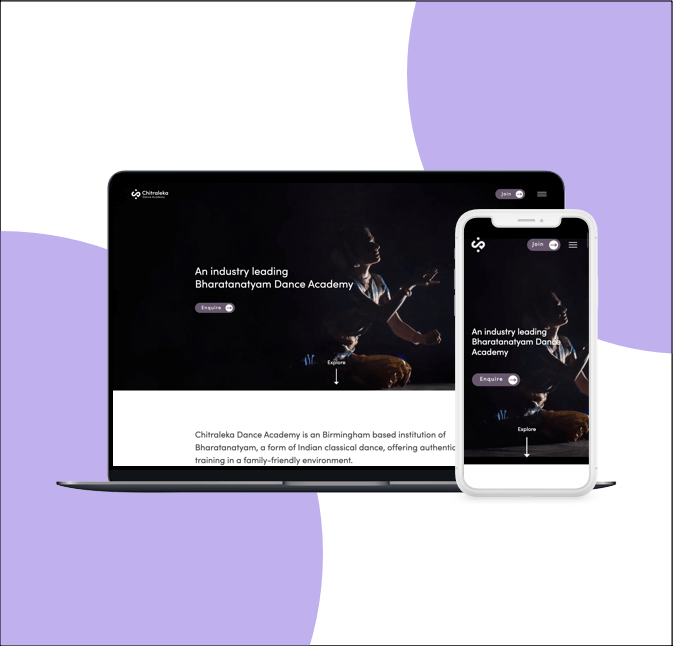 Chitraleka
Dance Academy
Join
An industry leading
Bharatanatyam Dance Academy
Enquire
Explore
Chitraleka Dance Academy is an Birmingham based institution of
Bharatanatyam, a form of Indian classical dance, offering authentic
training in a family-friendly environment.
Join
An industry leading
Bharatanatyam Dance
Academy
Enquire
Explore